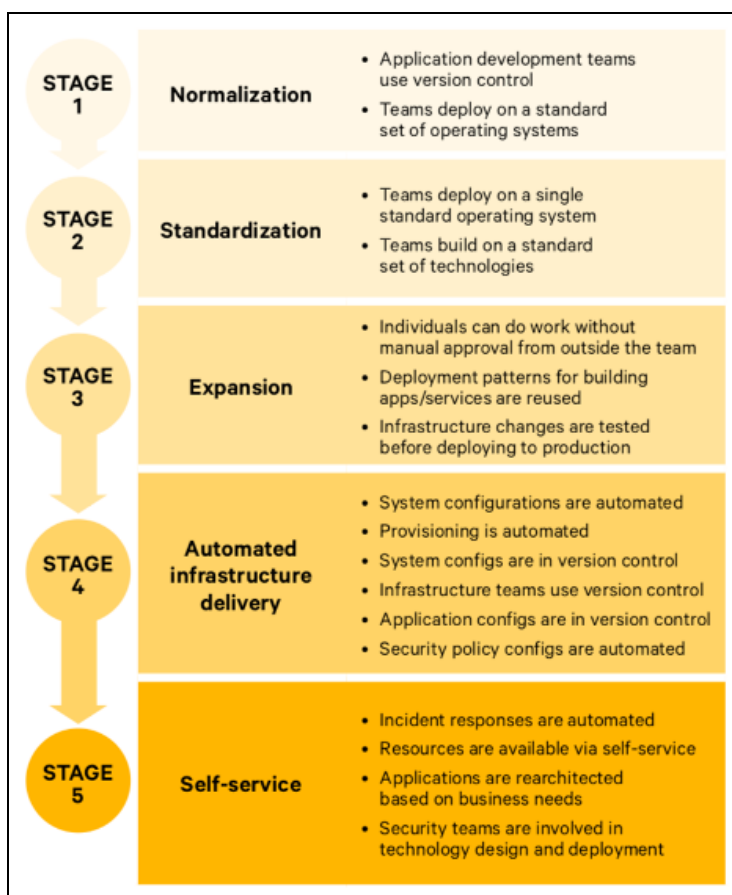 STAGE
1
Normalization
• Application development teams
use version control
• Teams deploy on a standard
set of operating systems
STAGE
2
Standardization
• Teams deploy on a single
standard operating system
• Teams build on a standard
set of technologies
STAGE
3
Expansion
• Individuals can do work without
manual approval from outside the team
• Deployment patterns for building
apps/services are reused
• Infrastructure changes are tested
before deploying to production
STAGE
4
Automated
infrastructure
delivery
• System configurations are automated
• Provisioning is automated
• System configs are in version control
• Infrastructure teams use version control
• Application configs are in version control
• Security policy configs are automated
STAGE
5
Self-service
• Incident responses are automated
• Resources are available via self-service
• Applications are rearchitected
based on business needs
• Security teams are involved in
technology design and deployment